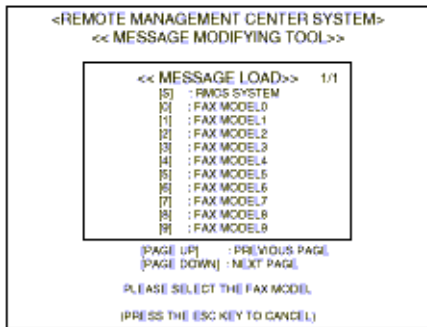 <REMOTE MANAGEMENT CENTER SYSTEM>
<< MESSAGE MODIFYING TOOL>>
<< MESSAGE LOAD>> 1/1
[S] : RMCS SYSTEM
[0] : FAX MODEL0
[1] : FAX MODEL1
[2] : FAX MODEL2
[3] : FAX MODEL3
[4] : FAX MODEL4
[5] : FAX MODEL5
[6] : FAX MODEL6
[7] : FAX MODEL7
[8] : FAX MODEL8
[9] : FAX MODEL9
[PAGE UP] : PREVIOUS PAGE
[PAGE DOWN] : NEXT PAGE
PLEASE SELECT THE FAX MODEL
(PRESS THE ESC KEY TO CANCEL)